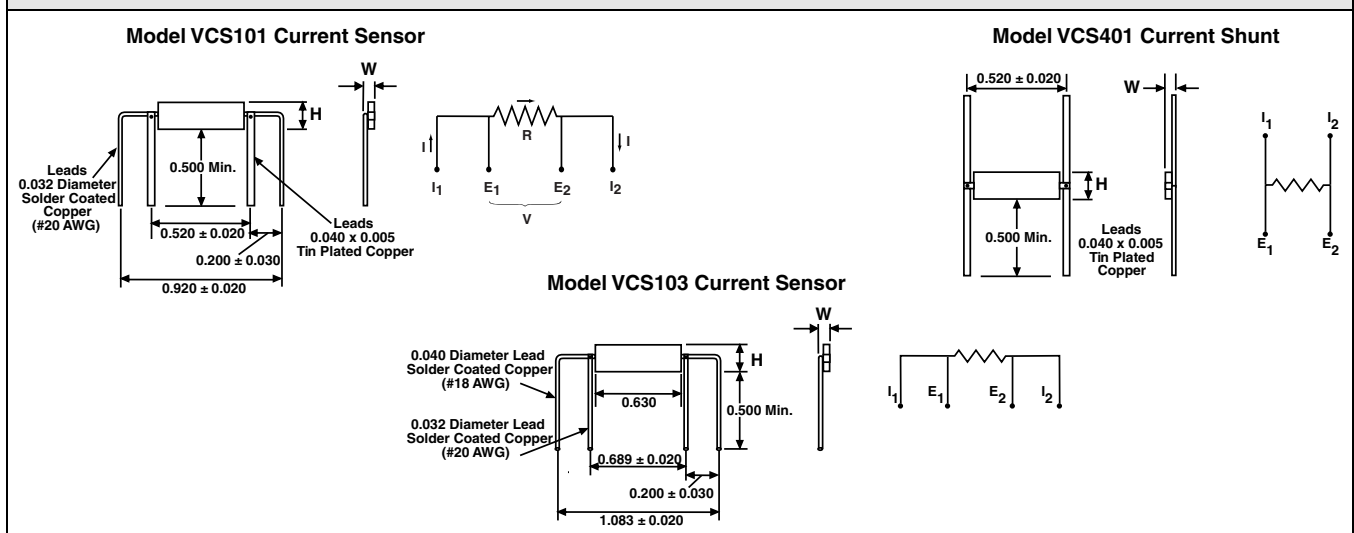 Model VCS101 Current Sensor
W
H
Leads
0.032 Diameter
Solder Coated
Copper
(#20 AWG)
0.500 Min.
0.520 ± 0.020
0.200 ± 0.030
0.920 ± 0.020
Leads
0.040 x 0.005
Tin Plated Copper
R
I
I
I1
E1
E2
I2
V
Model VCS401 Current Shunt
0.520 ± 0.020
W
H
0.500 Min.
Leads
0.040 x 0.005
Tin Plated
Copper
I1
I2
E1
E2
Model VCS103 Current Sensor
W
H
0.040 Diameter Lead
Solder Coated Copper
(#18 AWG)
0.630
0.500 Min.
0.032 Diameter Lead
Solder Coated Copper
(#20 AWG)
0.689 ± 0.020
0.200 ± 0.030
1.083 ± 0.020
I1
E1
E2
I2